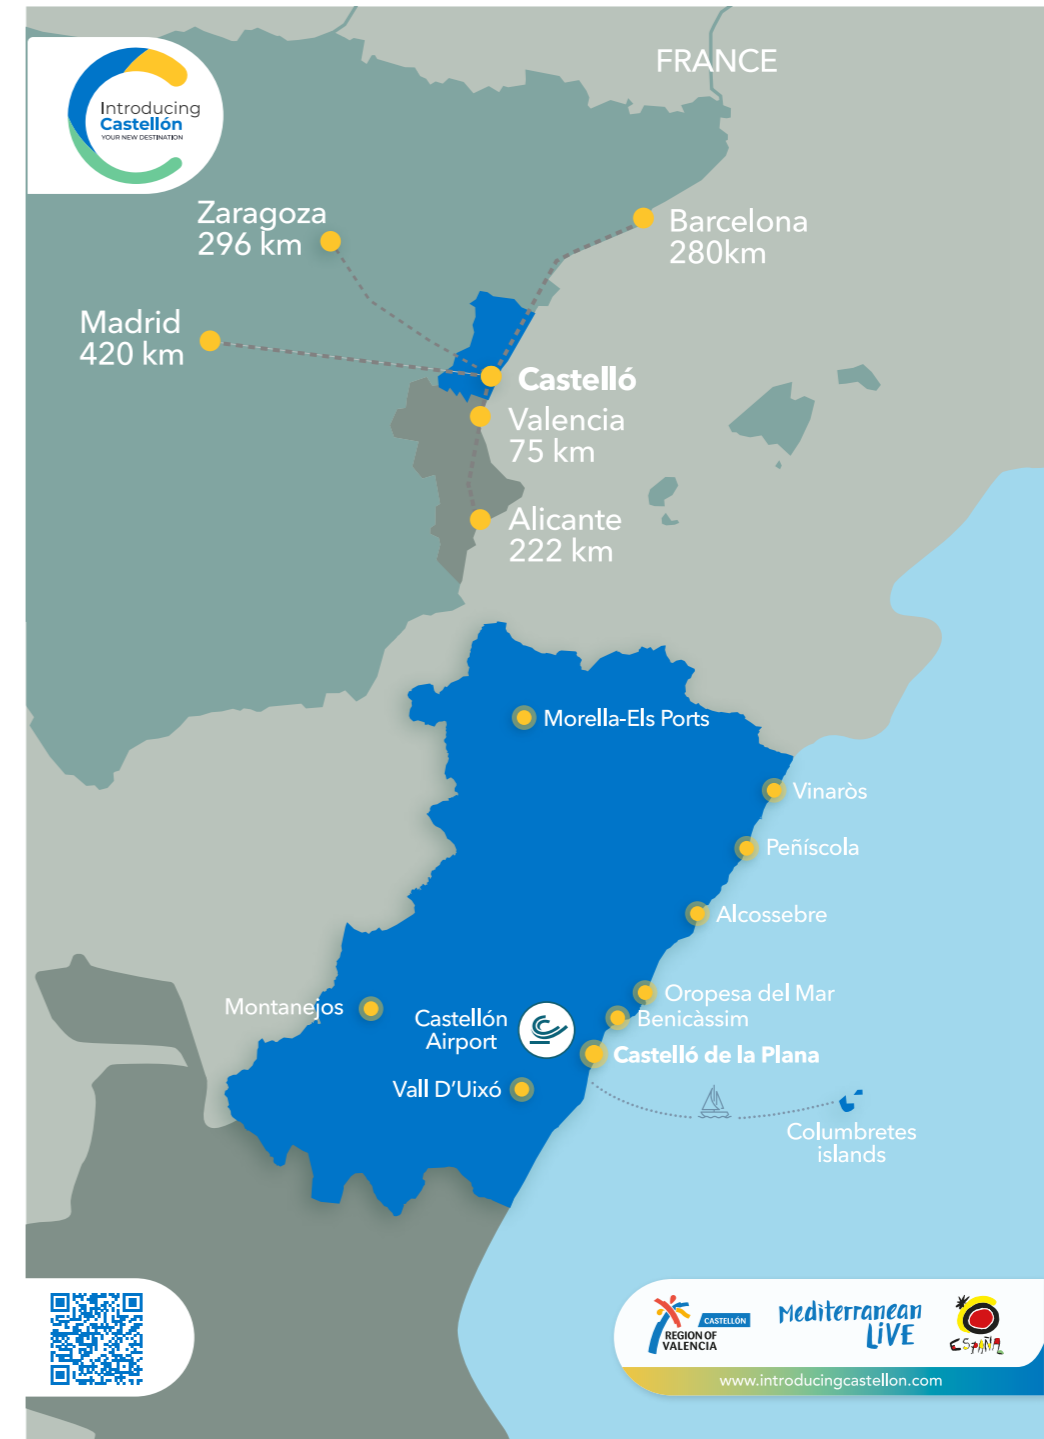 FRANCE
Introducing
Castellón
YOUR NEW DESTINATION
Zaragoza
296 km
Barcelona
280km
Madrid
420 km
Castelló
Valencia
75 km
Alicante
222 km
Morella-Els Ports
Vinaròs
Peñíscola
Alcossebre
Oropesa del Mar
Montanejos
Castellón
Airport
Benicàssim
Castelló de la Plana
Vall D'Uixó
Columbretes
islands
CASTELLÓN
REGION OF
VALENCIA
Mediterranean
LiVE
ESPAÑA
www.introducingcastellon.com